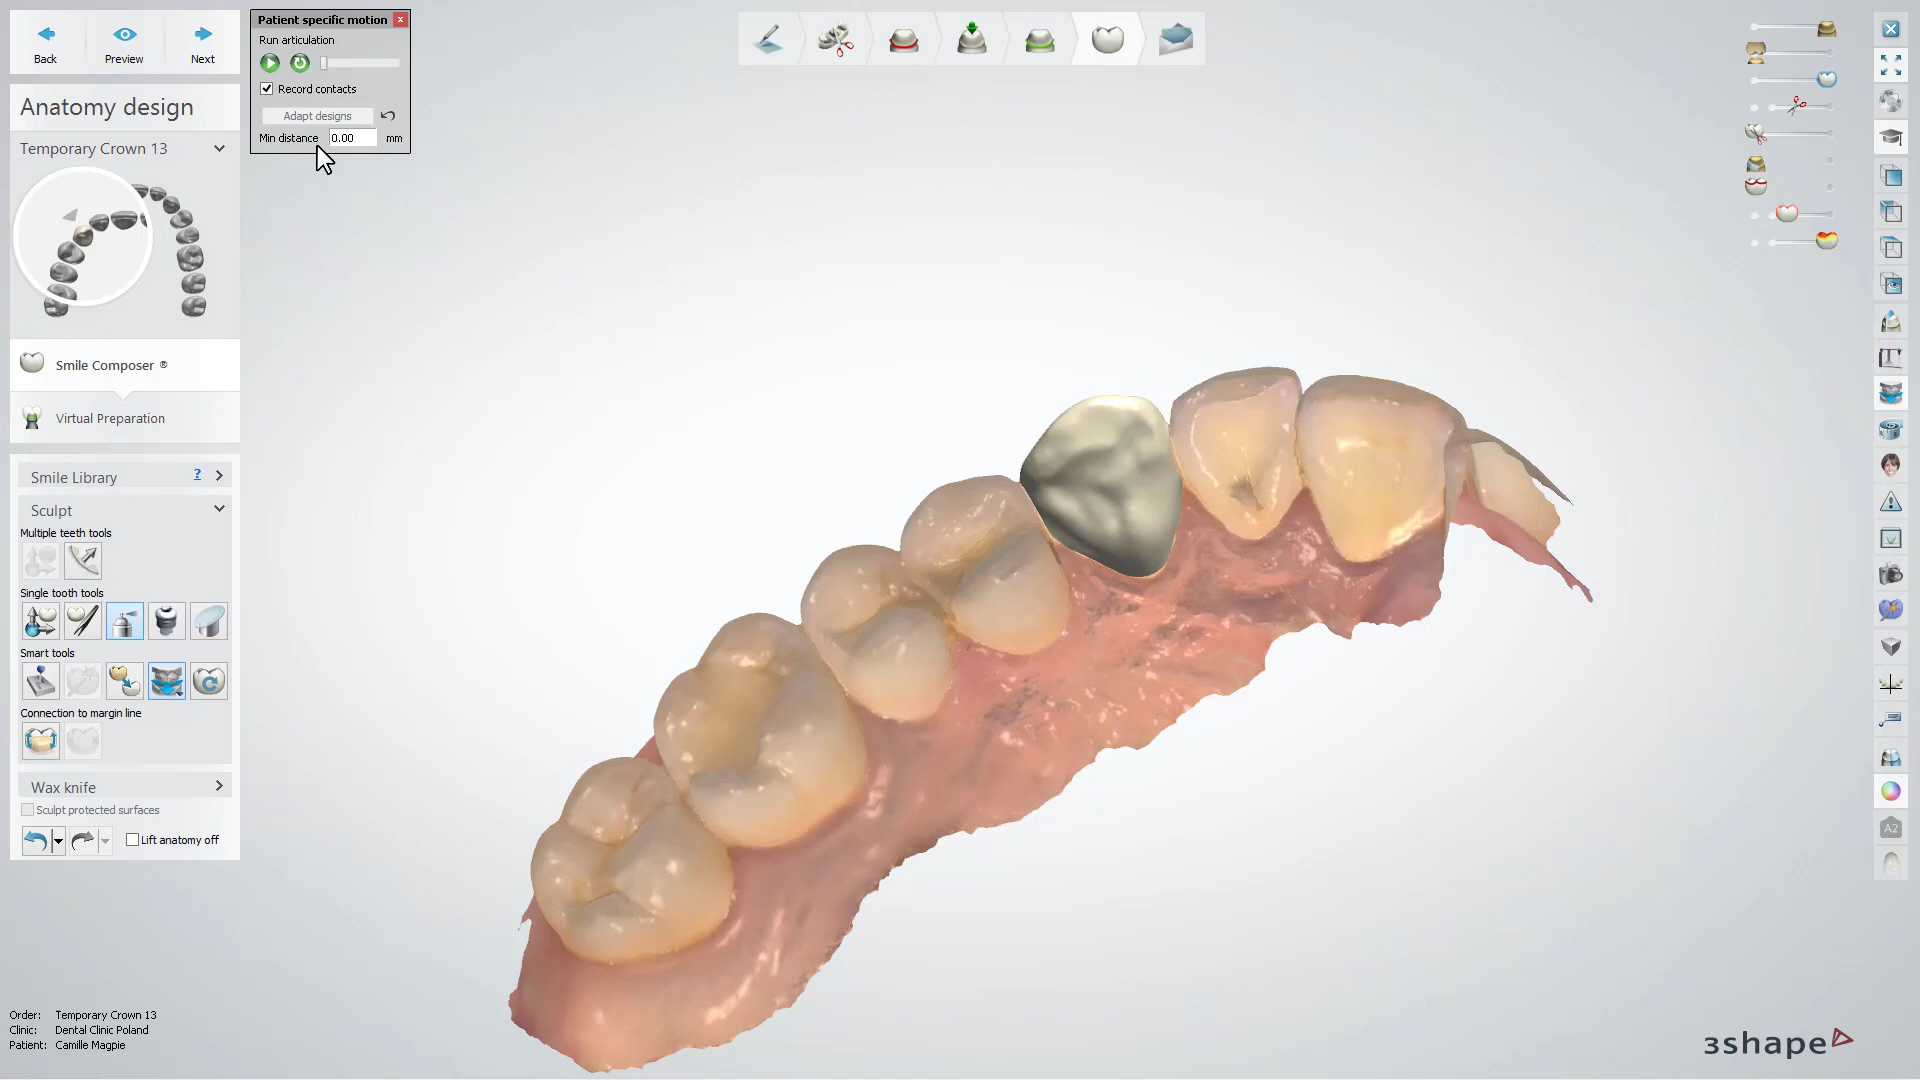 Back
Preview
Next
Anatomy design
Temporary Crown 13
Smile Composer ®
Virtual Preparation
Smile Library ?
Sculpt
Multiple teeth tools
Single tooth tools
Smart tools
Connection to margin line
Wax knife
Sculpt protected surfaces
Lift anatomy off
Patient specific motion x
Run articulation
Record contacts
Adapt designs
Min distance 0.00 mm
A2
Order: Temporary Crown 13
Clinic: Dental Clinic Poland
Patient: Camille Magpie
3shape